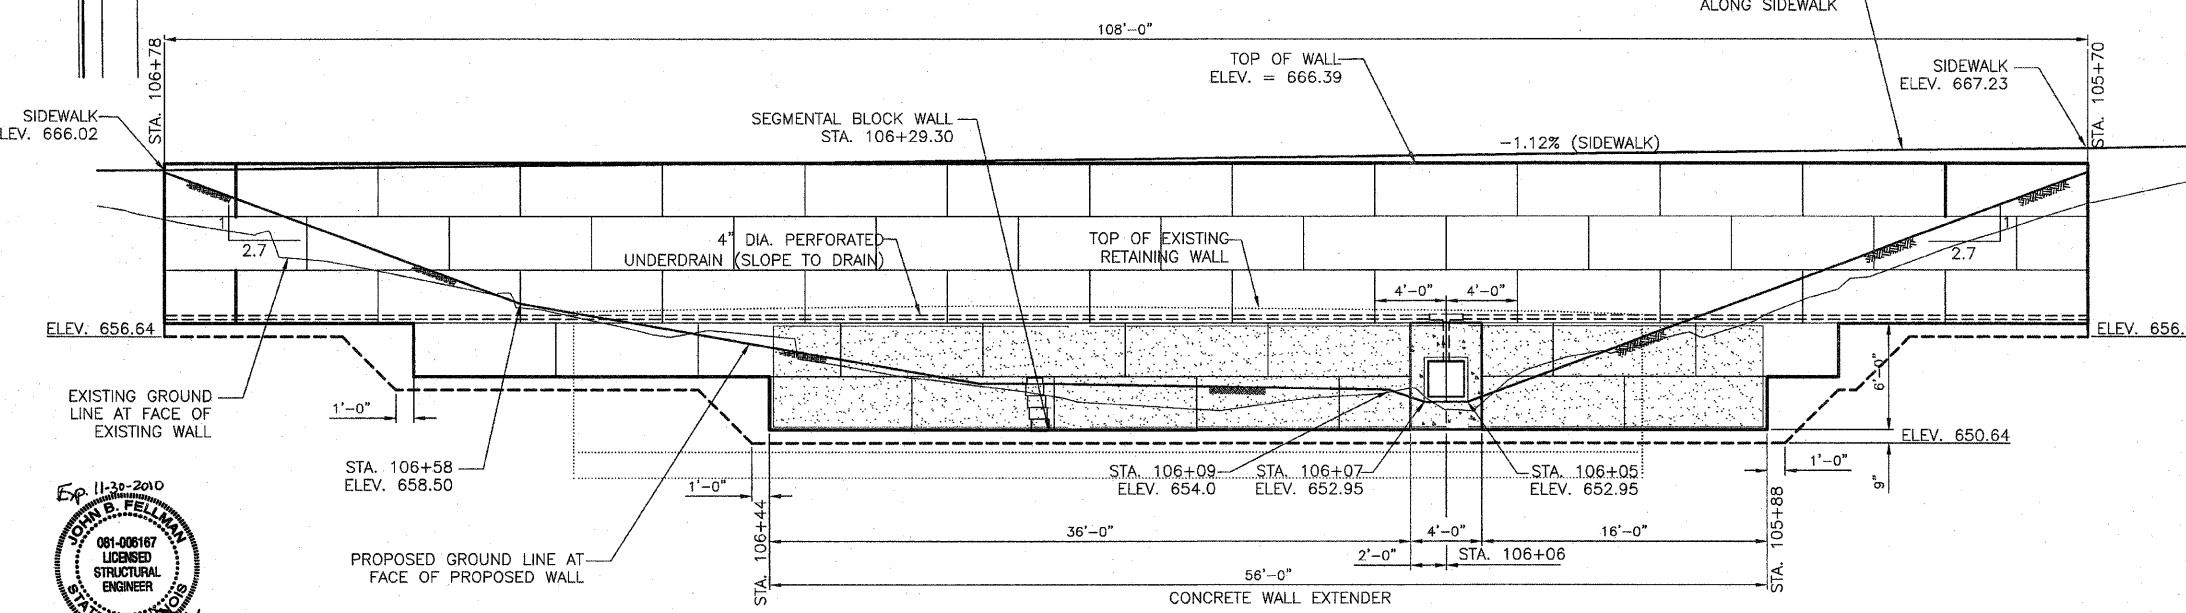 ALONG SIDEWALK
108'-0"
STA. 106+78
STA. 105+70
TOP OF WALL
ELEV. = 666.39
SIDEWALK
ELEV. 667.23
SIDEWALK
LEV. 666.02
SEGMENTAL BLOCK WALL
STA. 106+29.30
-1.12% (SIDEWALK)
1
2.7
4" DIA. PERFORATED
UNDERDRAIN (SLOPE TO DRAIN)
TOP OF EXISTING
RETAINING WALL
1
2.7
4'-0"
4'-0"
ELEV. 656.64
ELEV. 656.
6'-0"
EXISTING GROUND
LINE AT FACE OF
EXISTING WALL
1'-0"
ELEV. 650.64
STA. 106+58
ELEV. 658.50
1'-0"
STA. 106+09
ELEV. 654.0
STA. 106+07
ELEV. 652.95
STA. 106+05
ELEV. 652.95
1'-0"
9"
Exp. 11-30-2010
JOHN B. FELLMAN
081-006167
LICENSED
STRUCTURAL
ENGINEER
STA. 106+44
STA. 105+88
36'-0"
4'-0"
16'-0"
2'-0"
STA. 106+06
PROPOSED GROUND LINE AT
FACE OF PROPOSED WALL
56'-0"
CONCRETE WALL EXTENDER